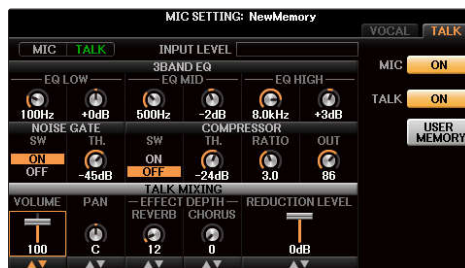 MIC SETTING: NewMemory
VOCAL TALK
MIC TALK INPUT LEVEL
MIC ON
3BAND EQ
EQ LOW EQ MID EQ HIGH
100Hz +0dB 500Hz -2dB 8.0kHz +3dB
TALK ON
NOISE GATE COMPRESSOR
SW TH. SW TH. RATIO OUT
ON ON
OFF -45dB OFF -24dB 3.0 86
USER MEMORY
TALK MIXING
VOLUME PAN EFFECT DEPTH REDUCTION LEVEL
REVERB CHORUS
100 C 12 0 0dB